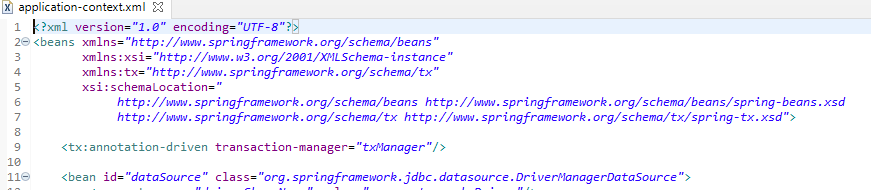 application-context.xml
1 <?xml version="1.0" encoding="UTF-8"?>
2 <beans xmlns="http://www.springframework.org/schema/beans"
3 xmlns:xsi="http://www.w3.org/2001/XMLSchema-instance"
4 xmlns:tx="http://www.springframework.org/schema/tx"
5 xsi:schemaLocation="
6 http://www.springframework.org/schema/beans http://www.springframework.org/schema/beans/spring-beans.xsd
7 http://www.springframework.org/schema/tx http://www.springframework.org/schema/tx/spring-tx.xsd">
8
9 <tx:annotation-driven transaction-manager="txManager"/>
10
11 <bean id="dataSource" class="org.springframework.jdbc.datasource.DriverManagerDataSource">